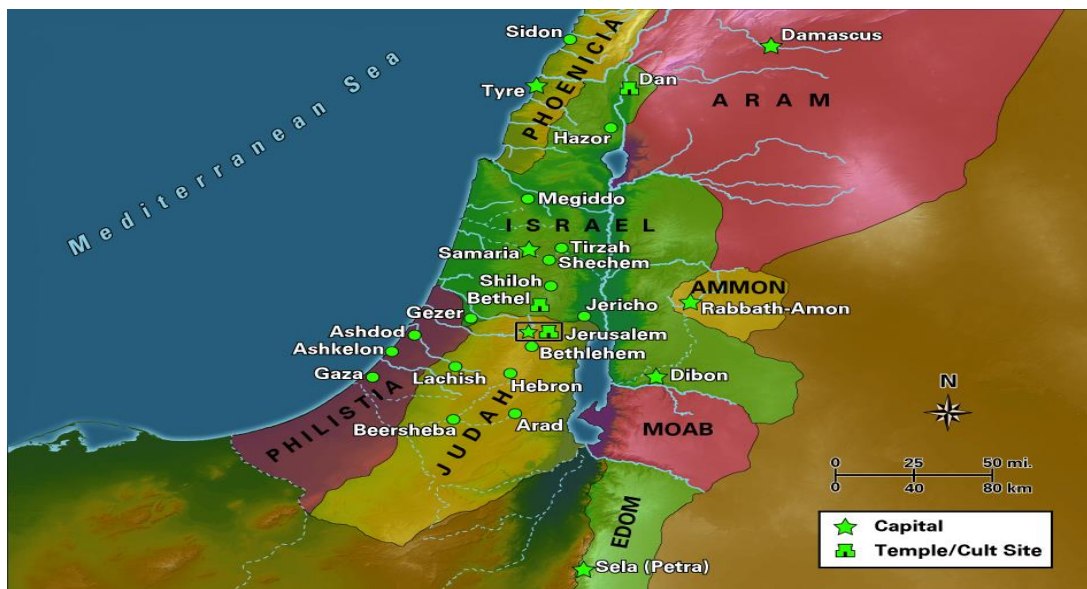 Sidon
PHOENICIA
Damascus
Tyre
Dan
ARAM
Hazor
Mediterranean Sea
Megiddo
ISRAEL
Samaria
Tirzah
Shechem
Shiloh
Bethel
AMMON
Rabbath-Amon
Jericho
Gezer
Ashdod
Jerusalem
Ashkelon
Bethlehem
Gaza
Lachish
Hebron
Dibon
PHILISTIA
JUDAH
Beersheba
Arad
MOAB
N
0 25 50 mi.
0 40 80 km
EDOM
Sela (Petra)
Capital
Temple/Cult Site